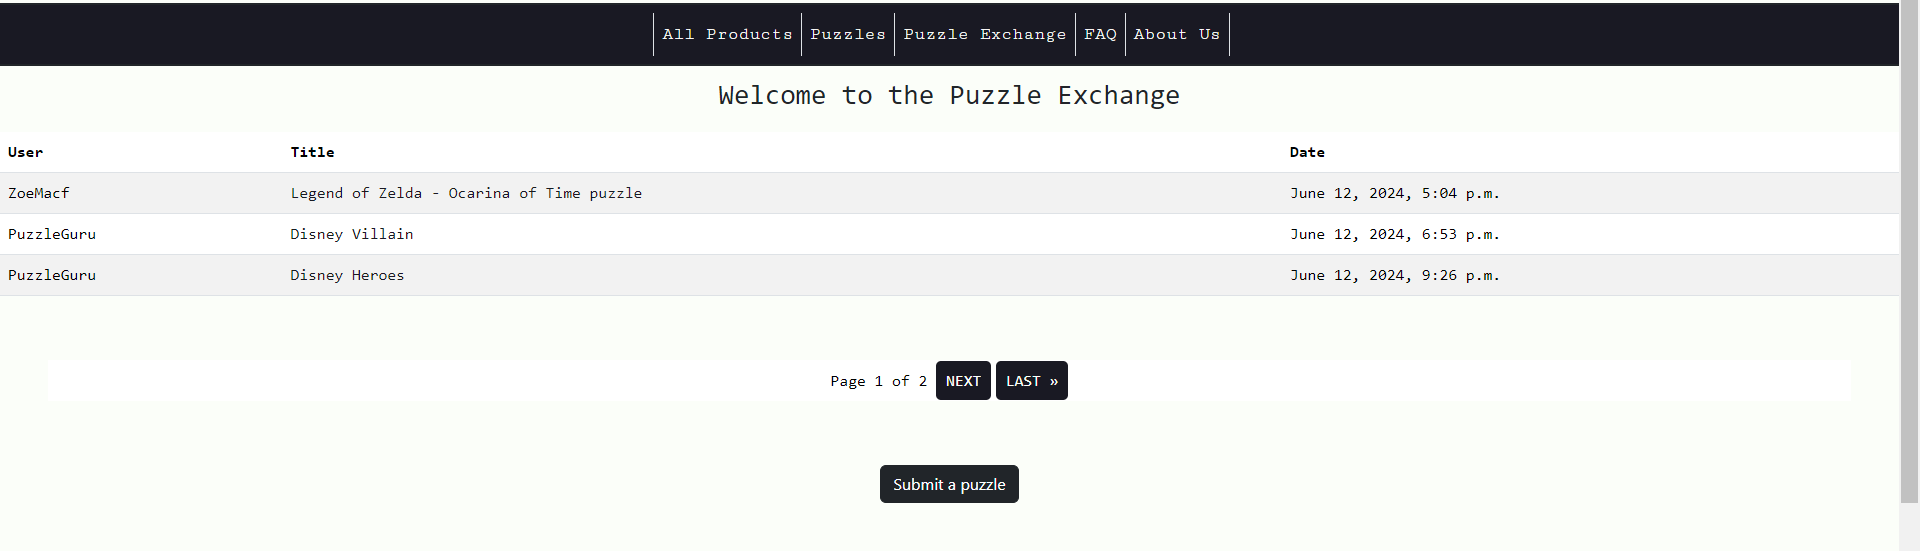 All Products Puzzles Puzzle Exchange FAQ About Us
Welcome to the Puzzle Exchange
User Title Date
ZoeMacf Legend of Zelda - Ocarina of Time puzzle June 12, 2024, 5:04 p.m.
PuzzleGuru Disney Villain June 12, 2024, 6:53 p.m.
PuzzleGuru Disney Heroes June 12, 2024, 9:26 p.m.
Page 1 of 2 NEXT LAST »
Submit a puzzle